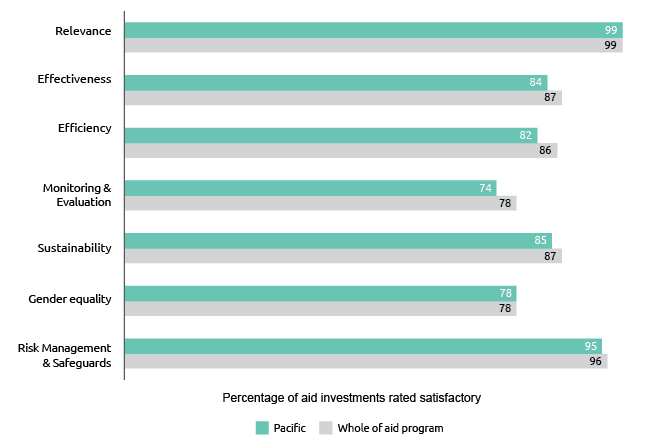 Relevance
99
99
Effectiveness
84
87
Efficiency
82
86
Monitoring &
Evaluation
74
78
Sustainability
85
87
Gender equality
78
78
Risk Management
& Safeguards
95
96
Percentage of aid investments rated satisfactory
Pacific
Whole of aid program